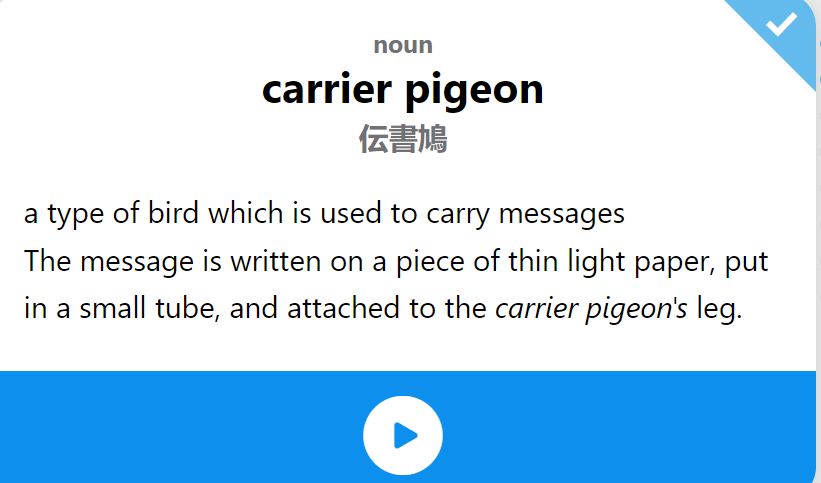 noun
carrier pigeon
伝書鳩
a type of bird which is used to carry messages
The message is written on a piece of thin light paper, put
in a small tube, and attached to the carrier pigeon's leg.